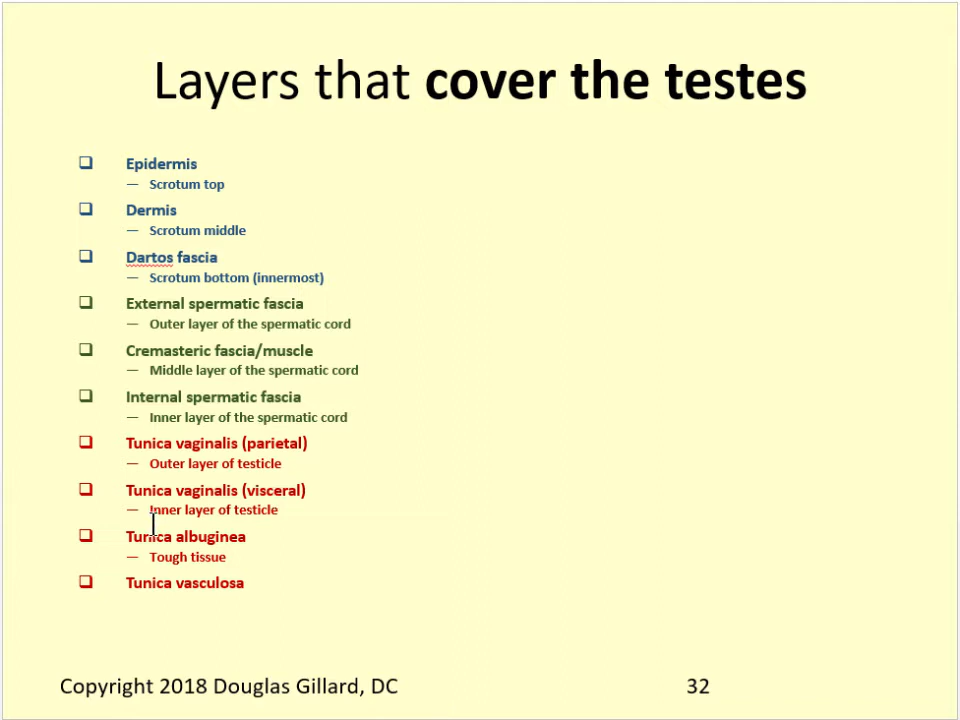 Layers that cover the testes
❑ Epidermis
— Scrotum top
❑ Dermis
— Scrotum middle
❑ Dartos fascia
— Scrotum bottom (innermost)
❑ External spermatic fascia
— Outer layer of the spermatic cord
❑ Cremasteric fascia/muscle
— Middle layer of the spermatic cord
❑ Internal spermatic fascia
— Inner layer of the spermatic cord
❑ Tunica vaginalis (parietal)
— Outer layer of testicle
❑ Tunica vaginalis (visceral)
— Inner layer of testicle
❑ Tunica albuginea
— Tough tissue
❑ Tunica vasculosa
Copyright 2018 Douglas Gillard, DC
32